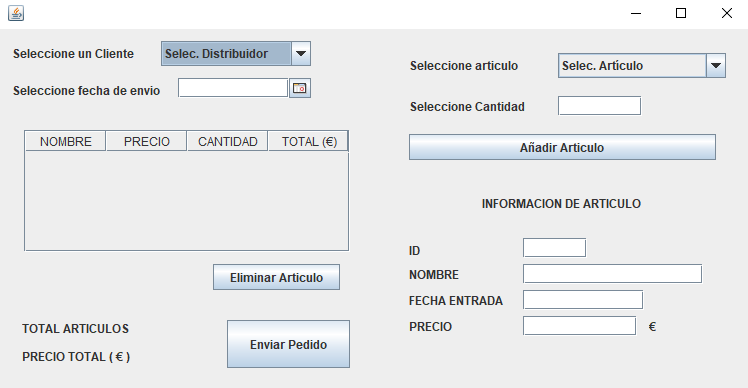 Seleccione un Cliente
Selec. Distribuidor
Seleccione fecha de envio
NOMBRE PRECIO CANTIDAD TOTAL (€)
Eliminar Articulo
TOTAL ARTICULOS
PRECIO TOTAL ( € )
Enviar Pedido
Seleccione articulo
Selec. Artículo
Seleccione Cantidad
Añadir Articulo
INFORMACION DE ARTICULO
ID
NOMBRE
FECHA ENTRADA
PRECIO
€